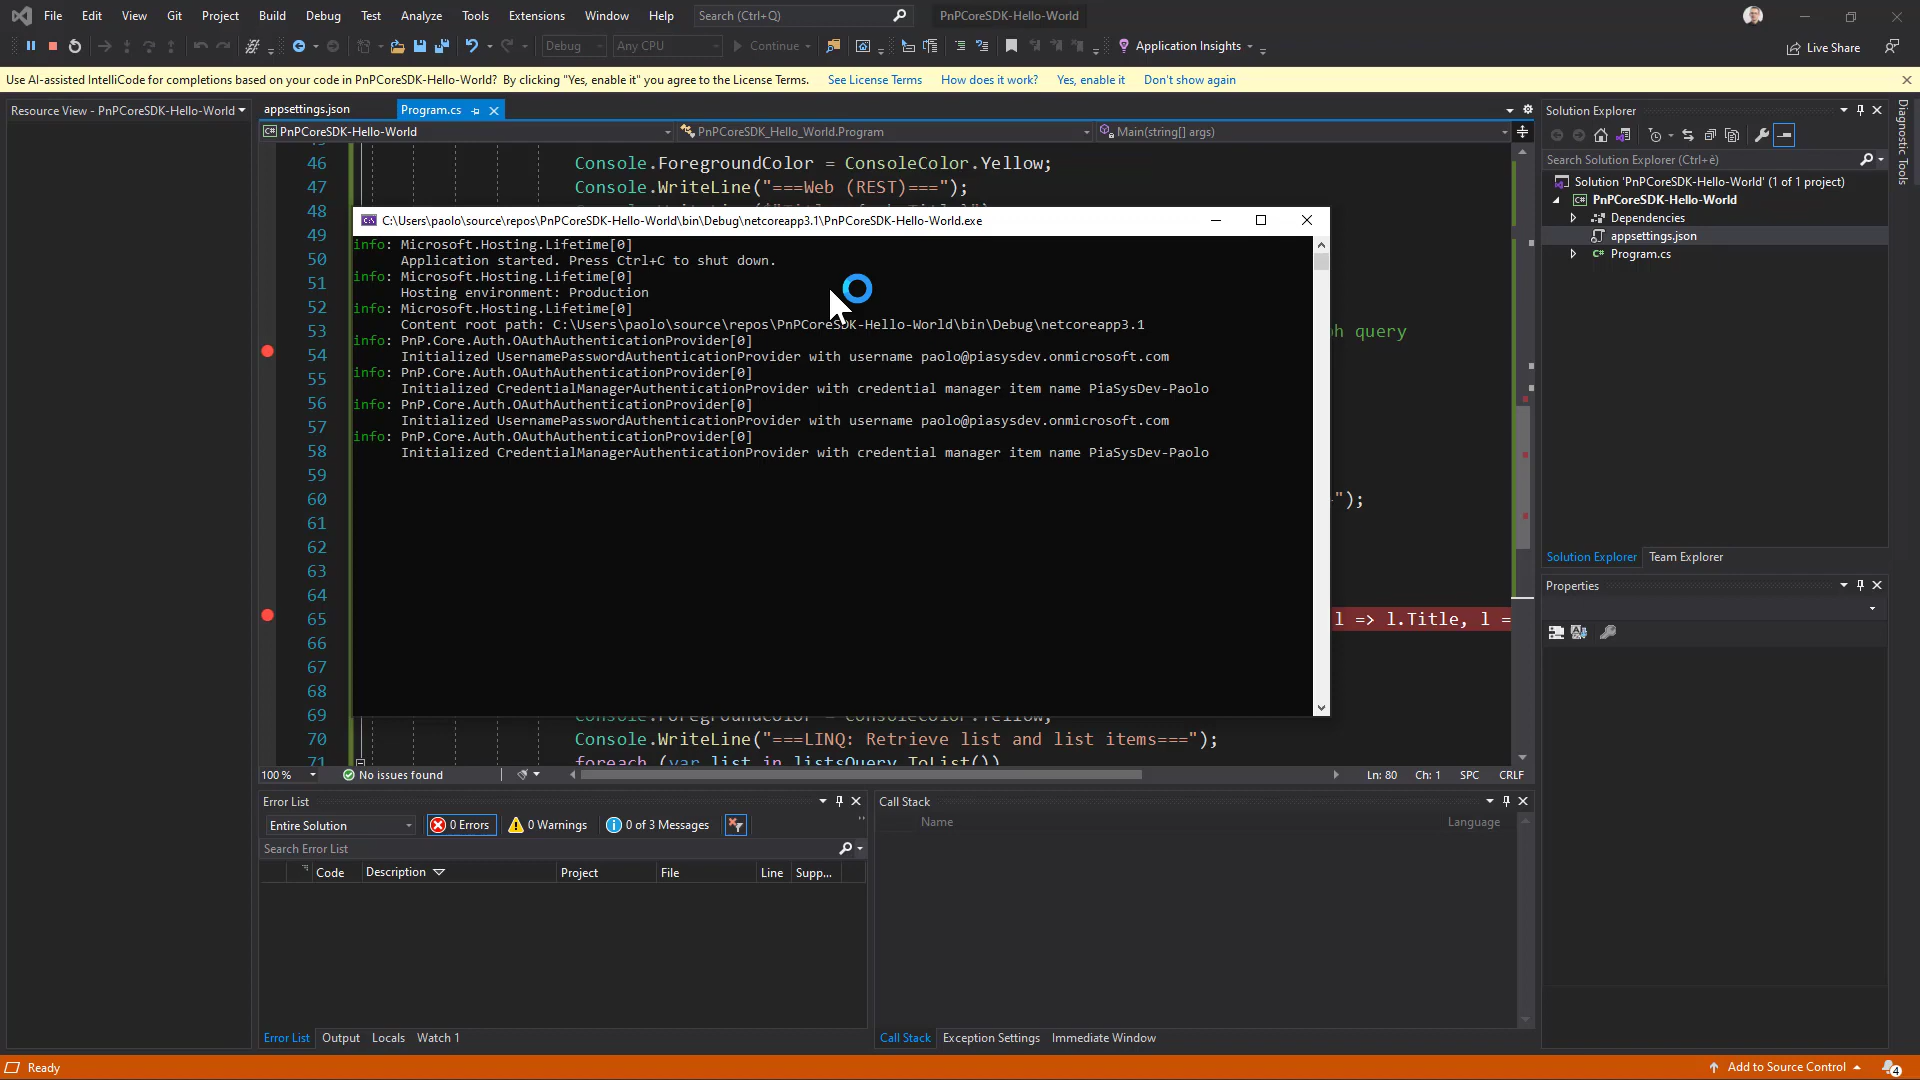 File Edit View Git Project Build Debug Test Analyze Tools Extensions Window Help Search (Ctrl+Q) PnPCoreSDK-Hello-World
Debug Any CPU Continue Application Insights Live Share
Use AI-assisted IntelliCode for completions based on your code in PnPCoreSDK-Hello-World? By clicking "Yes, enable it" you agree to the License Terms. See License Terms How does it work? Yes, enable it Don't show again
Resource View - PnPCoreSDK-Hello-World
appsettings.json Program.cs
PnPCoreSDK-Hello-World PnPCoreSDK_Hello_World.Program Main(string[] args)
46 Console.ForegroundColor = ConsoleColor.Yellow;
47 Console.WriteLine("===Web (REST)===");
48
C:\Users\paolo\source\repos\PnPCoreSDK-Hello-World\bin\Debug\netcoreapp3.1\PnPCoreSDK-Hello-World.exe
info: Microsoft.Hosting.Lifetime[0]
Application started. Press Ctrl+C to shut down.
info: Microsoft.Hosting.Lifetime[0]
Hosting environment: Production
info: Microsoft.Hosting.Lifetime[0]
Content root path: C:\Users\paolo\source\repos\PnPCoreSDK-Hello-World\bin\Debug\netcoreapp3.1
info: PnP.Core.Auth.OAuthAuthenticationProvider[0]
Initialized UsernamePasswordAuthenticationProvider with username paolo@piasysdev.onmicrosoft.com
info: PnP.Core.Auth.OAuthAuthenticationProvider[0]
Initialized CredentialManagerAuthenticationProvider with credential manager item name PiaSysDev-Paolo
info: PnP.Core.Auth.OAuthAuthenticationProvider[0]
Initialized UsernamePasswordAuthenticationProvider with username paolo@piasysdev.onmicrosoft.com
info: PnP.Core.Auth.OAuthAuthenticationProvider[0]
Initialized CredentialManagerAuthenticationProvider with credential manager item name PiaSysDev-Paolo
49
50
51
52
53 h query
54
55
56
57
58
59
60 ");
61
62
63
64
65 l => l.Title, l =
66
67
68
69 Console.ForegroundColor = ConsoleColor.Yellow;
70 Console.WriteLine("===LINQ: Retrieve list and list items===");
71 foreach (var list in listsQuery.ToList())
100 % No issues found Ln: 80 Ch: 1 SPC CRLF
Error List
Entire Solution 0 Errors 0 Warnings 0 of 3 Messages
Search Error List
Code Description Project File Line Supp...
Error List Output Locals Watch 1
Call Stack
Name Language
Call Stack Exception Settings Immediate Window
Solution Explorer
Search Solution Explorer (Ctrl+è)
Solution 'PnPCoreSDK-Hello-World' (1 of 1 project)
PnPCoreSDK-Hello-World
Dependencies
appsettings.json
Program.cs
Solution Explorer Team Explorer
Properties
Diagnostic Tools
Ready Add to Source Control 4